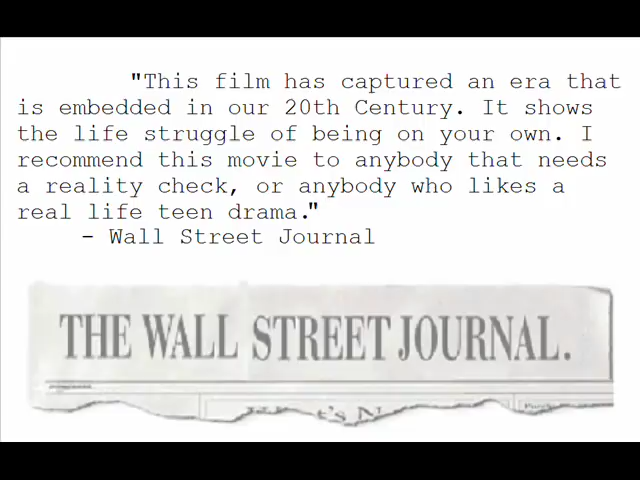 "This film has captured an era that
is embedded in our 20th Century. It shows
the life struggle of being on your own. I
recommend this movie to anybody that needs
a reality check, or anybody who likes a
real life teen drama."
- Wall Street Journal
THE WALL STREET JOURNAL.